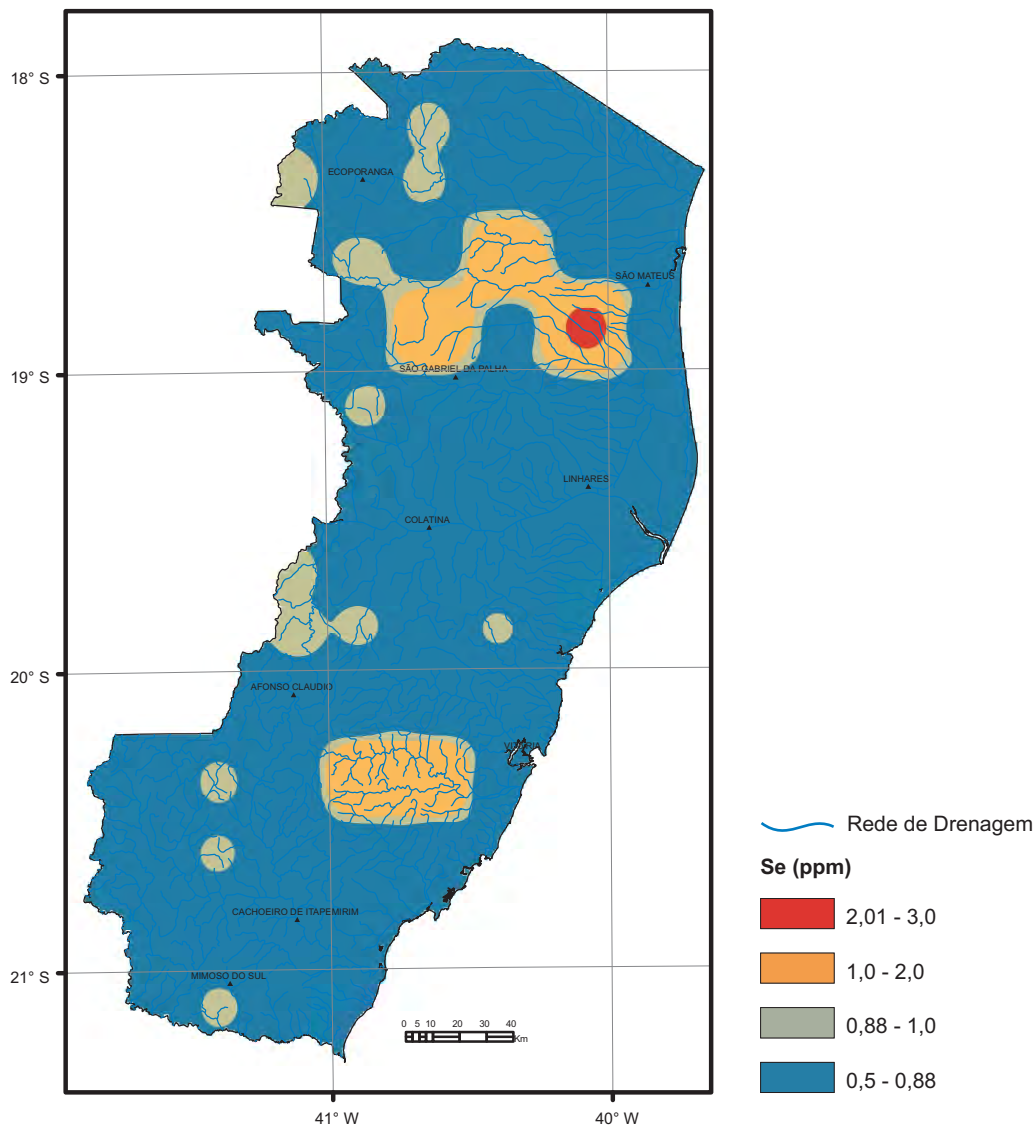 18° S
ECOPORANGA
SÃO MATEUS
19° S
SÃO GABRIEL DA PALHA
LINHARES
COLATINA
20° S
AFONSO CLAUDIO
VITÓRIA
CACHOEIRO DE ITAPEMIRIM
21° S
MIMOSO DO SUL
0 5 10 20 30 40
Km
41° W 40° W
Rede de Drenagem
Se (ppm)
2,01 - 3,0
1,0 - 2,0
0,88 - 1,0
0,5 - 0,88